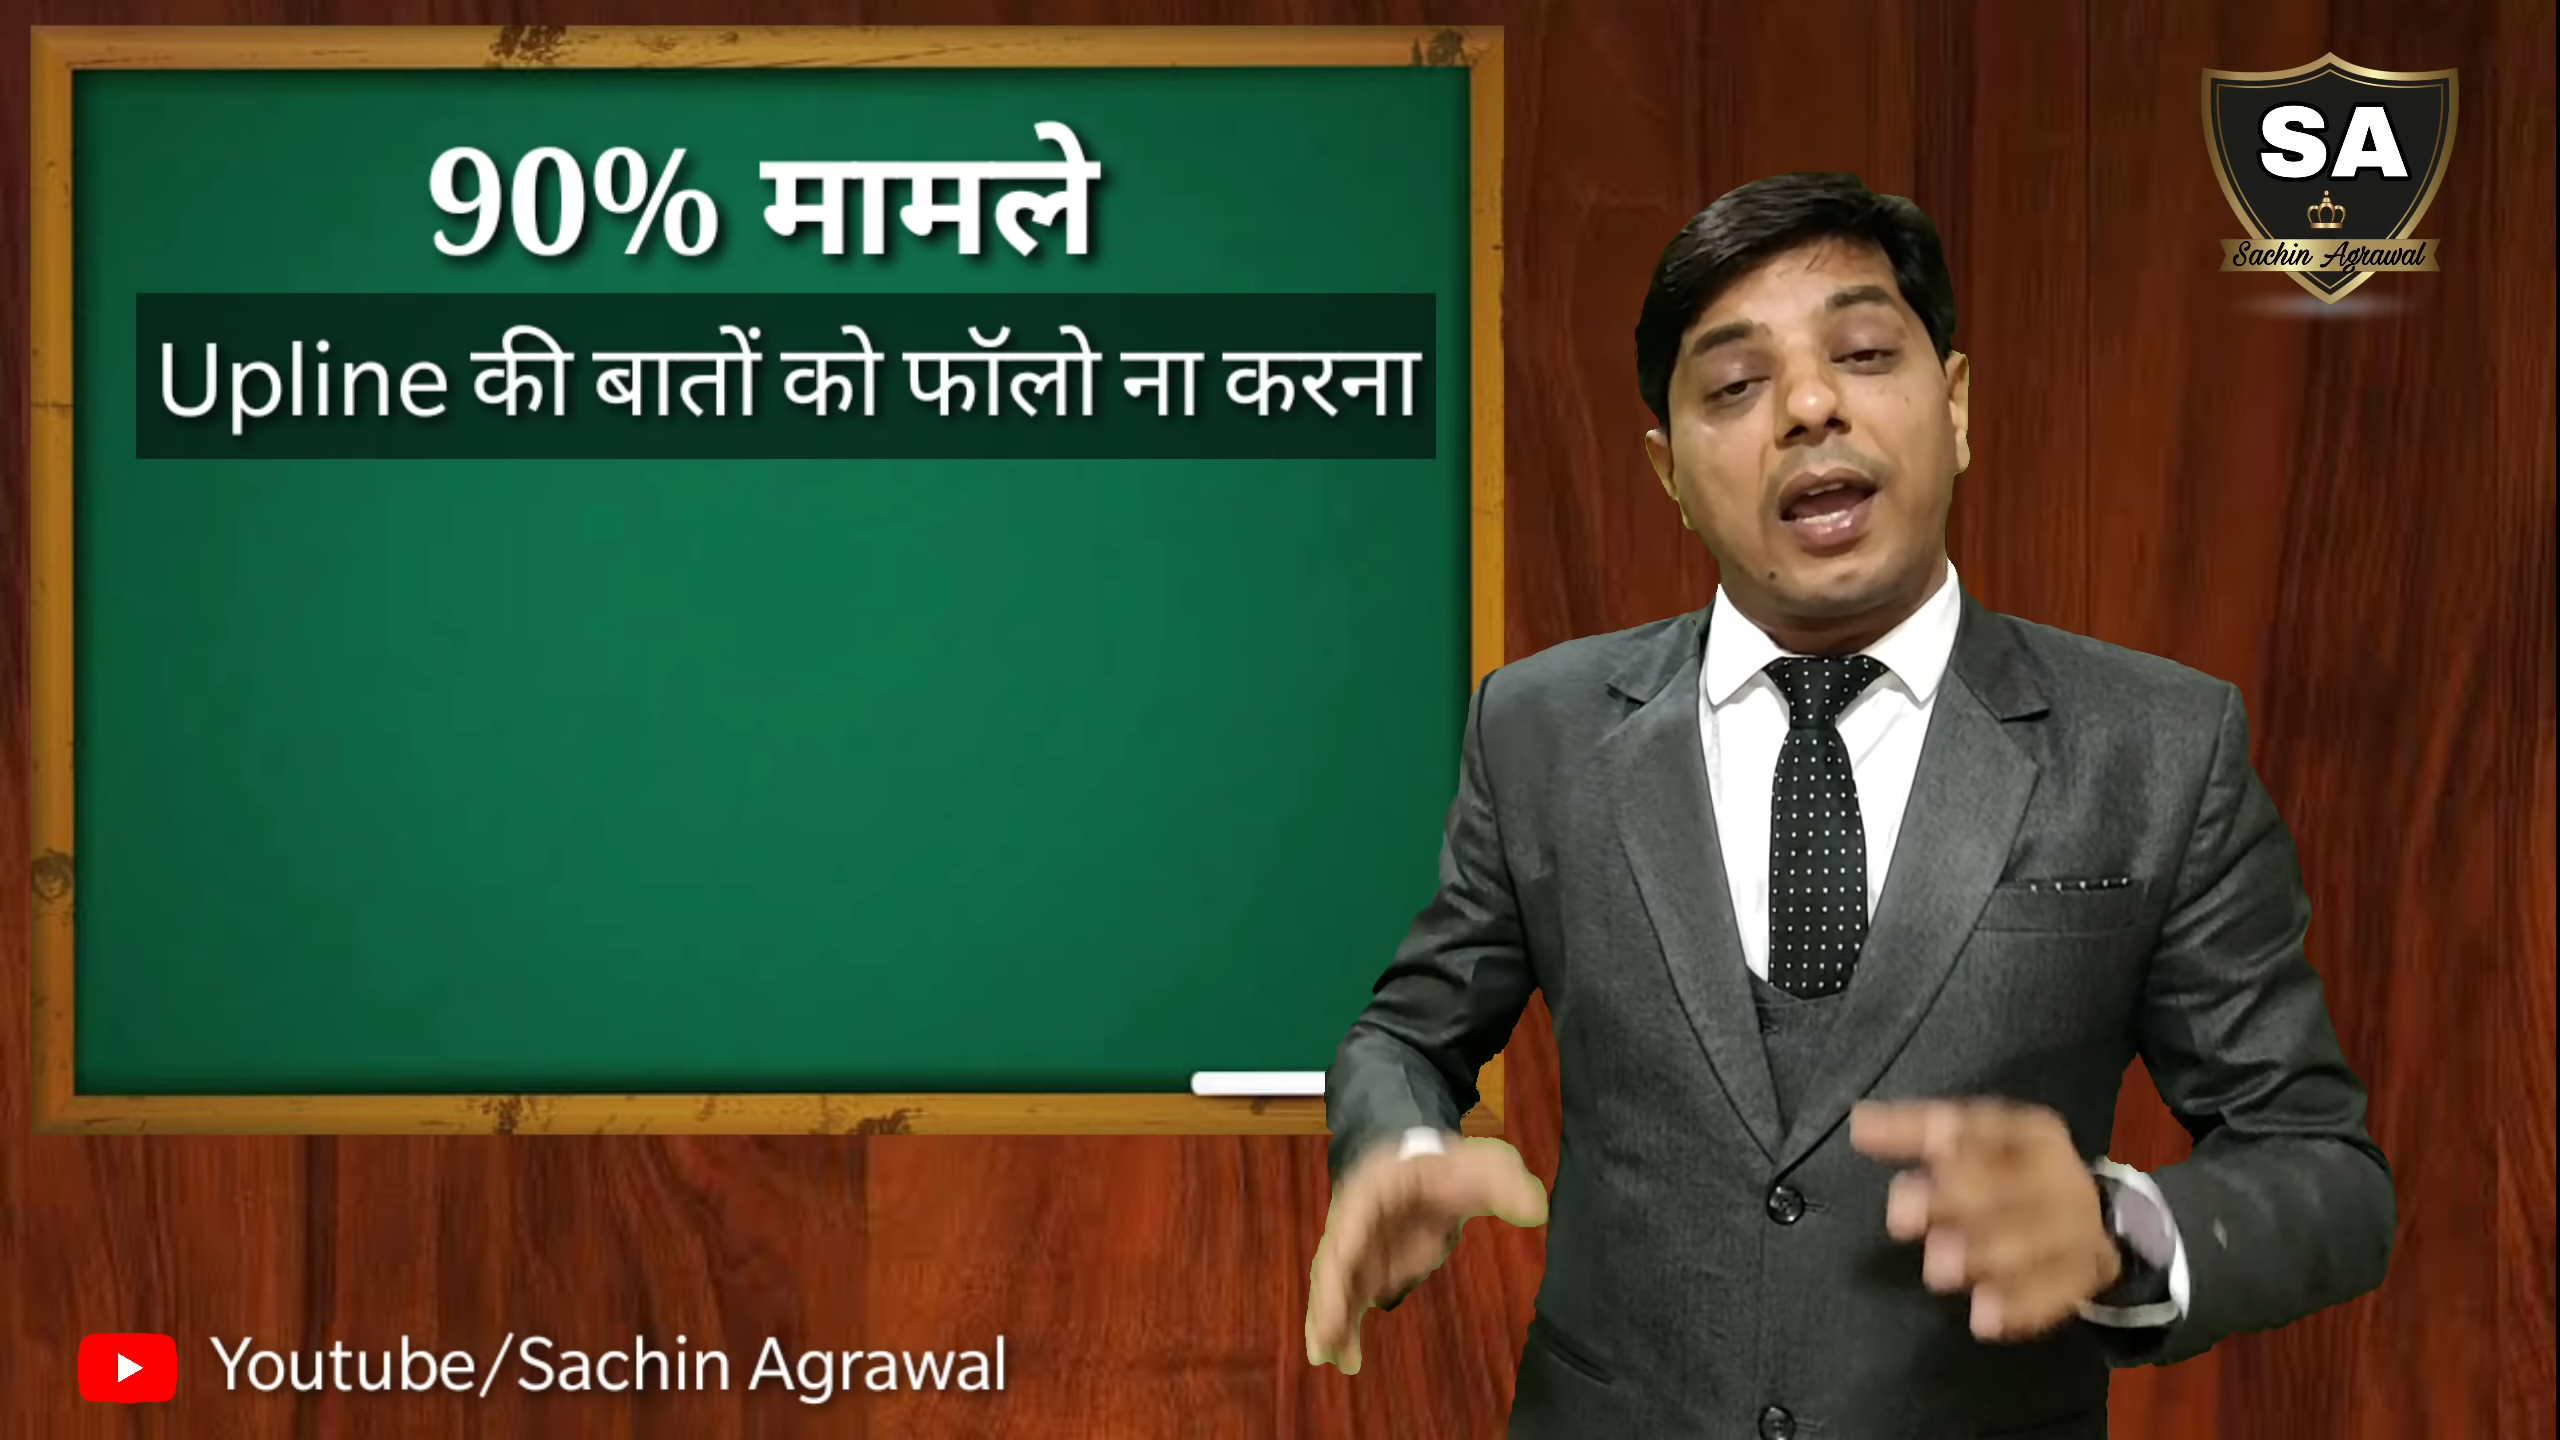 90% मामले
Upline की बातों को फॉलो ना करना
SA
Sachin Agrawal
Youtube/Sachin Agrawal